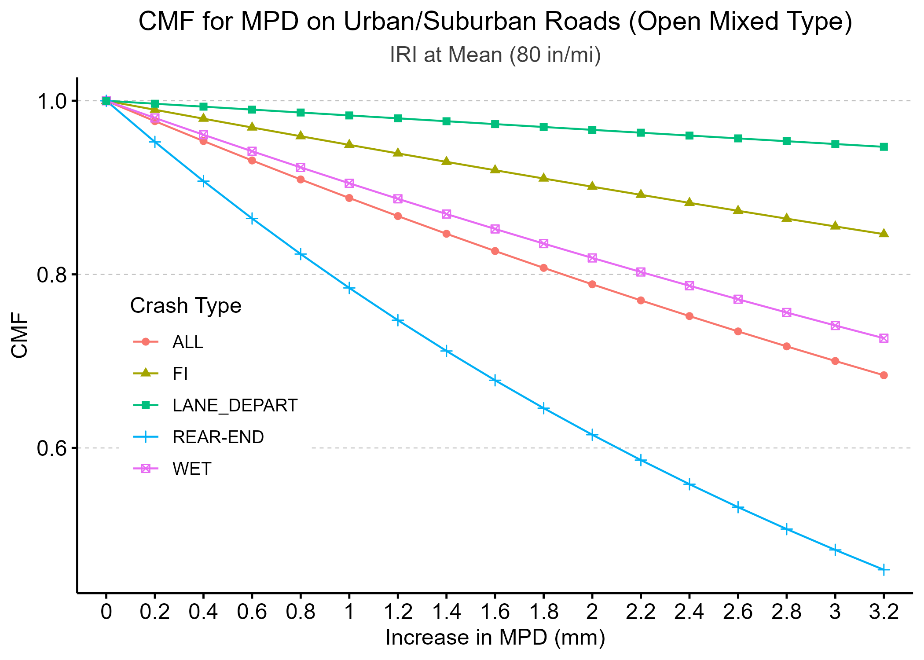 CMF for MPD on Urban/Suburban Roads (Open Mixed Type)
IRI at Mean (80 in/mi)
1.0
0.8
0.6
CMF
Crash Type
ALL
FI
LANE_DEPART
REAR-END
WET
0 0.2 0.4 0.6 0.8 1 1.2 1.4 1.6 1.8 2 2.2 2.4 2.6 2.8 3 3.2
Increase in MPD (mm)